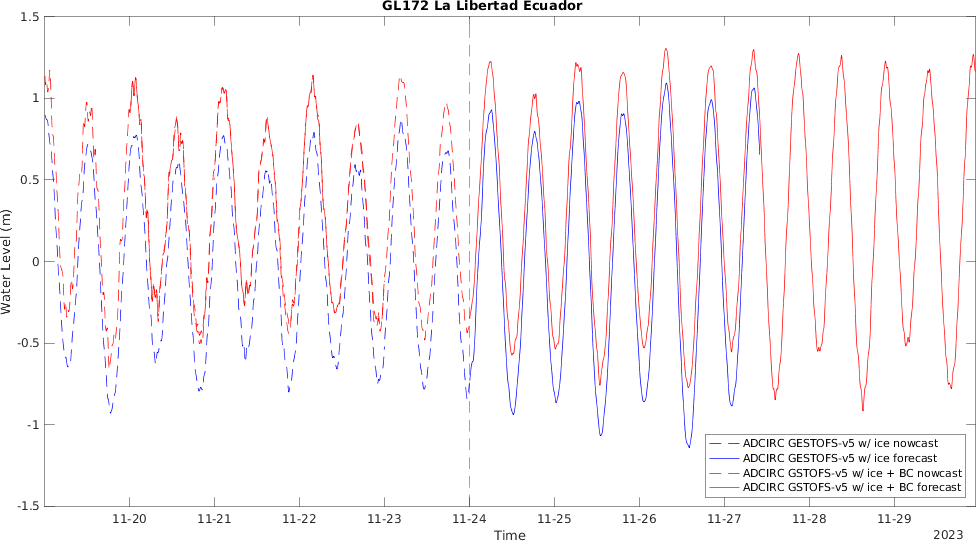 GL172 La Libertad Ecuador
1.5
1
0.5
0
-0.5
-1
-1.5
Water Level (m)
ADCIRC GESTOFS-v5 w/ ice nowcast
ADCIRC GESTOFS-v5 w/ ice forecast
ADCIRC GSTOFS-v5 w/ ice + BC nowcast
ADCIRC GSTOFS-v5 w/ ice + BC forecast
11-20 11-21 11-22 11-23 11-24 11-25 11-26 11-27 11-28 11-29
Time
2023